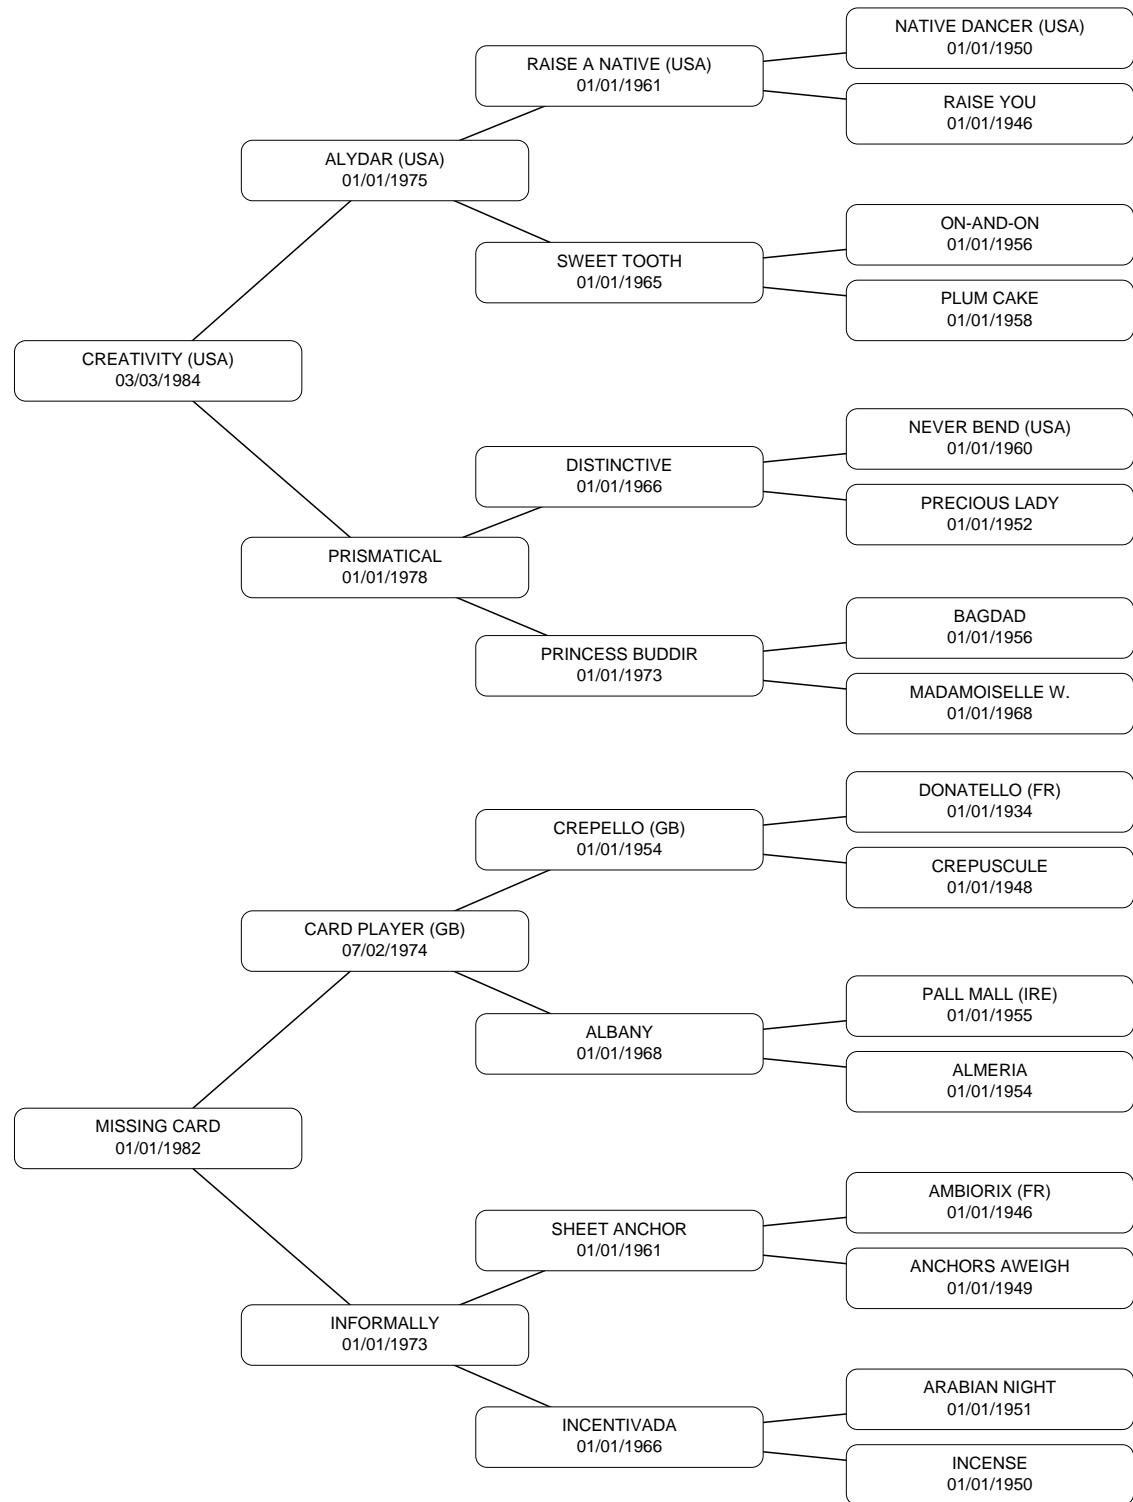 NATIVE DANCER (USA)
01/01/1950
RAISE A NATIVE (USA)
01/01/1961
RAISE YOU
01/01/1946
ALYDAR (USA)
01/01/1975
ON-AND-ON
01/01/1956
SWEET TOOTH
01/01/1965
PLUM CAKE
01/01/1958
CREATIVITY (USA)
03/03/1984
NEVER BEND (USA)
01/01/1960
DISTINCTIVE
01/01/1966
PRECIOUS LADY
01/01/1952
PRISMATICAL
01/01/1978
BAGDAD
01/01/1956
PRINCESS BUDDIR
01/01/1973
MADAMOISELLE W.
01/01/1968
DONATELLO (FR)
01/01/1934
CREPELLO (GB)
01/01/1954
CREPUSCULE
01/01/1948
CARD PLAYER (GB)
07/02/1974
PALL MALL (IRE)
01/01/1955
ALBANY
01/01/1968
ALMERIA
01/01/1954
MISSING CARD
01/01/1982
AMBIORIX (FR)
01/01/1946
SHEET ANCHOR
01/01/1961
ANCHORS AWEIGH
01/01/1949
INFORMALLY
01/01/1973
ARABIAN NIGHT
01/01/1951
INCENTIVADA
01/01/1966
INCENSE
01/01/1950